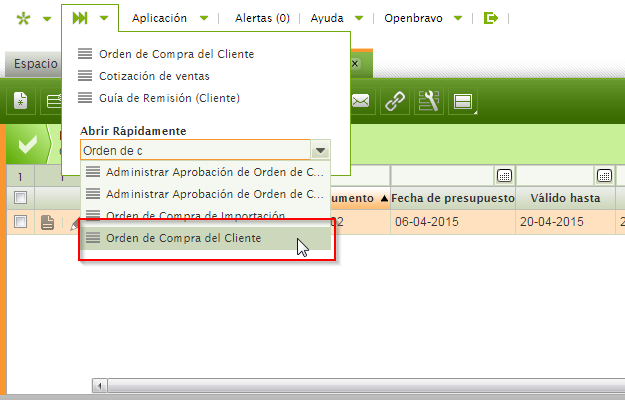 Aplicación
Alertas (0)
Ayuda
Openbravo
Espacio
Orden de Compra del Cliente
Cotización de ventas
Guía de Remisión (Cliente)
Abrir Rápidamente
Orden de c
Administrar Aprobación de Orden de C...
Administrar Aprobación de Orden de C...
Orden de Compra de Importación
Orden de Compra del Cliente
1
umento
Fecha de presupuesto
Válido hasta
02
06-04-2015
20-04-2015
2